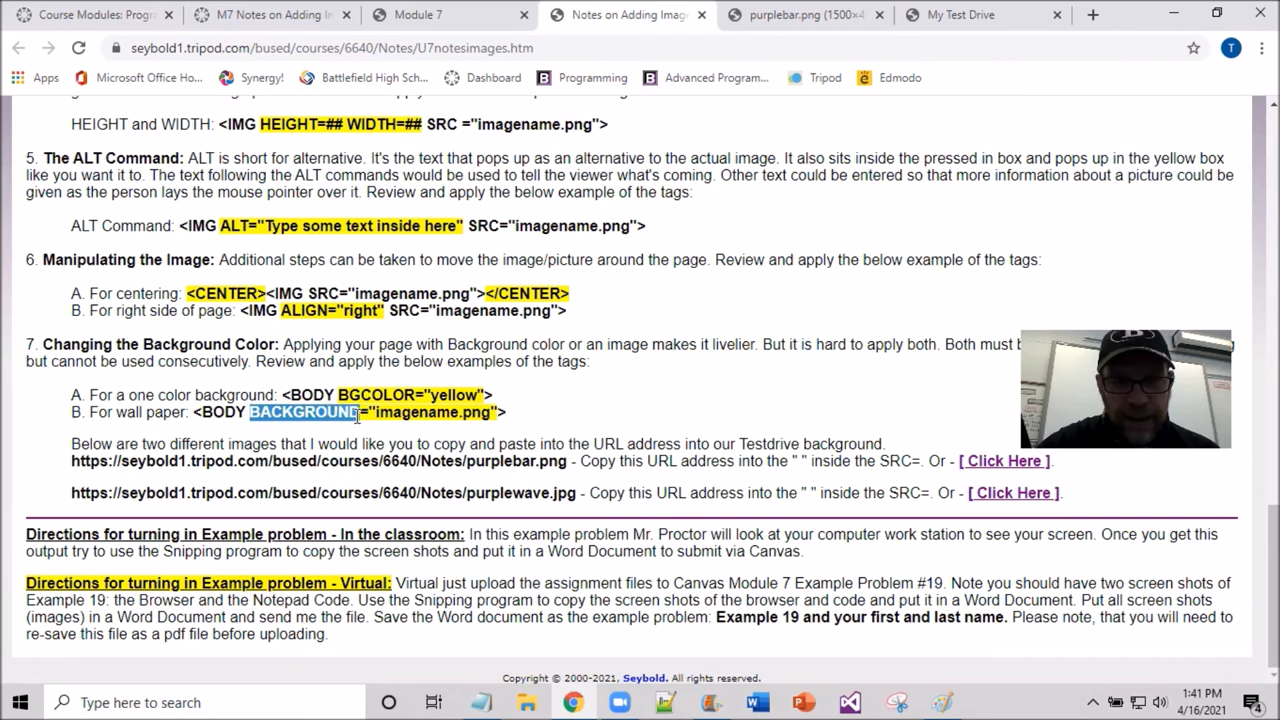 Course Modules: Progra
M7 Notes on Adding Im
Module 7
Notes on Adding Imag
purplebar.png (1500×4
My Test Drive
seybold1.tripod.com/bused/courses/6640/Notes/U7notesimages.htm
T
Apps
Microsoft Office Ho...
Synergy!
Battlefield High Sch...
Dashboard
Programming
Advanced Program...
Tripod
Edmodo
HEIGHT and WIDTH: <IMG HEIGHT=## WIDTH=## SRC ="imagename.png">
5. The ALT Command: ALT is short for alternative. It's the text that pops up as an alternative to the actual image. It also sits inside the pressed in box and pops up in the yellow box
like you want it to. The text following the ALT commands would be used to tell the viewer what's coming. Other text could be entered so that more information about a picture could be
given as the person lays the mouse pointer over it. Review and apply the below example of the tags:
ALT Command: <IMG ALT="Type some text inside here" SRC="imagename.png">
6. Manipulating the Image: Additional steps can be taken to move the image/picture around the page. Review and apply the below example of the tags:
A. For centering: <CENTER><IMG SRC="imagename.png"></CENTER>
B. For right side of page: <IMG ALIGN="right" SRC="imagename.png">
7. Changing the Background Color: Applying your page with Background color or an image makes it livelier. But it is hard to apply both. Both must b
but cannot be used consecutively. Review and apply the below examples of the tags:
A. For a one color background: <BODY BGCOLOR="yellow">
B. For wall paper: <BODY BACKGROUND="imagename.png">
Below are two different images that I would like you to copy and paste into the URL address into our Testdrive background.
https://seybold1.tripod.com/bused/courses/6640/Notes/purplebar.png - Copy this URL address into the " " inside the SRC=. Or - [ Click Here ].
https://seybold1.tripod.com/bused/courses/6640/Notes/purplewave.jpg - Copy this URL address into the " " inside the SRC=. Or - [ Click Here ].
Directions for turning in Example problem - In the classroom: In this example problem Mr. Proctor will look at your computer work station to see your screen. Once you get this
output try to use the Snipping program to copy the screen shots and put it in a Word Document to submit via Canvas.
Directions for turning in Example problem - Virtual: Virtual just upload the assignment files to Canvas Module 7 Example Problem #19. Note you should have two screen shots of
Example 19: the Browser and the Notepad Code. Use the Snipping program to copy the screen shots of the browser and code and put it in a Word Document. Put all screen shots
(images) in a Word Document and send me the file. Save the Word document as the example problem: Example 19 and your first and last name. Please note, that you will need to
re-save this file as a pdf file before uploading.
Copyright © 2000-2021, Seybold. All rights reserved.
Type here to search
1:41 PM
4/16/2021
4